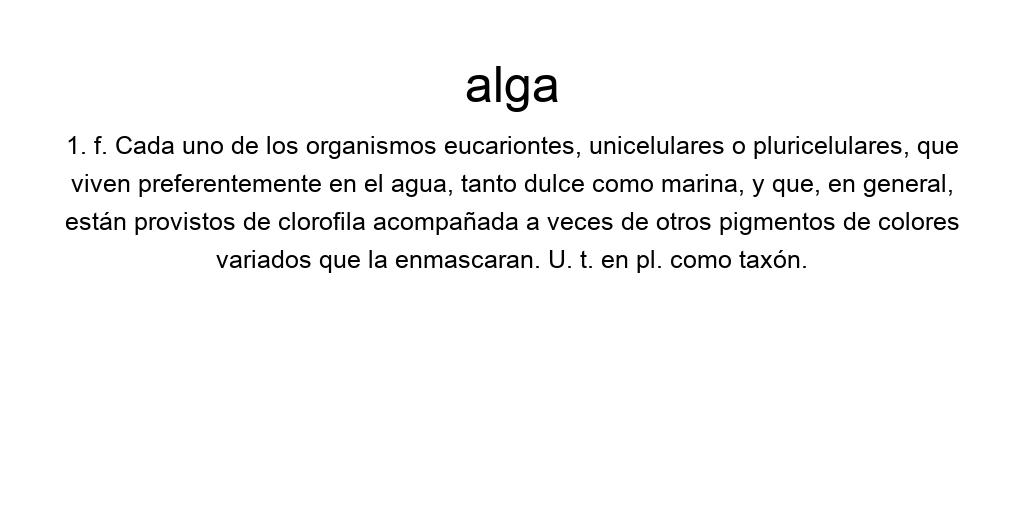 alga
1. f. Cada uno de los organismos eucariontes, unicelulares o pluricelulares, que
viven preferentemente en el agua, tanto dulce como marina, y que, en general,
están provistos de clorofila acompañada a veces de otros pigmentos de colores
variados que la enmascaran. U. t. en pl. como taxón.